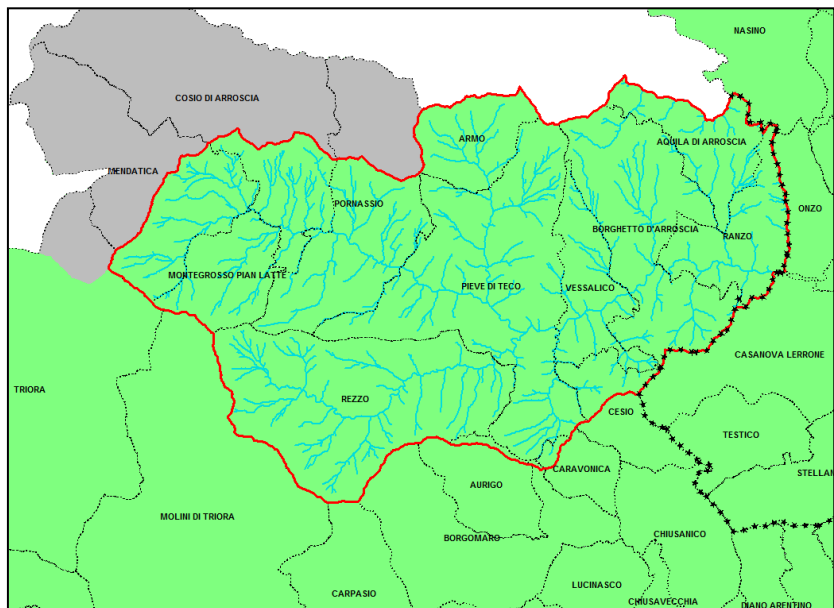 NASINO
COSIO DI ARROSCIA
ARMO
AQUILA DI ARROSCIA
MENDATICA
PORNASSIO
ONZO
BORGHETTO D'ARROSCIA
RANZO
MONTEGROSSO PIAN LATTE
PIEVE DI TECO
VESSALICO
CASANOVA LERRONE
TRIORA
REZZO
CESIO
TESTICO
CARAVONICA
STELLAN
AURIGO
MOLINI DI TRIORA
BORGOMARO
CHIUSANICO
LUCINASCO
CARPASIO
CHIUSAVECCHIA
DIANO ARENTINO